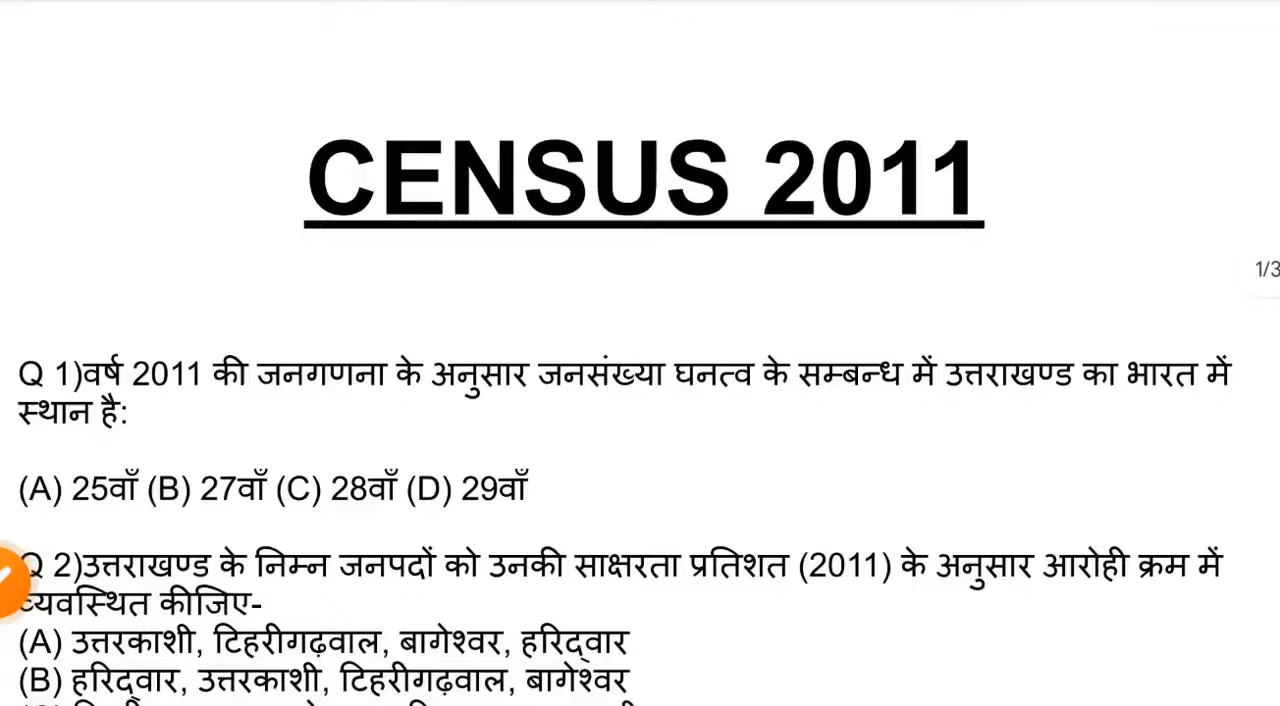 CENSUS 2011
1/3
Q 1)वर्ष 2011 की जनगणना के अनुसार जनसंख्या घनत्व के सम्बन्ध में उत्तराखण्ड का भारत में
स्थान है:
(A) 25वाँ (B) 27वाँ (C) 28वाँ (D) 29वाँ
Q 2)उत्तराखण्ड के निम्न जनपदों को उनकी साक्षरता प्रतिशत (2011) के अनुसार आरोही क्रम में
व्यवस्थित कीजिए-
(A) उत्तरकाशी, टिहरीगढ़वाल, बागेश्वर, हरिद्वार
(B) हरिद्वार, उत्तरकाशी, टिहरीगढ़वाल, बागेश्वर